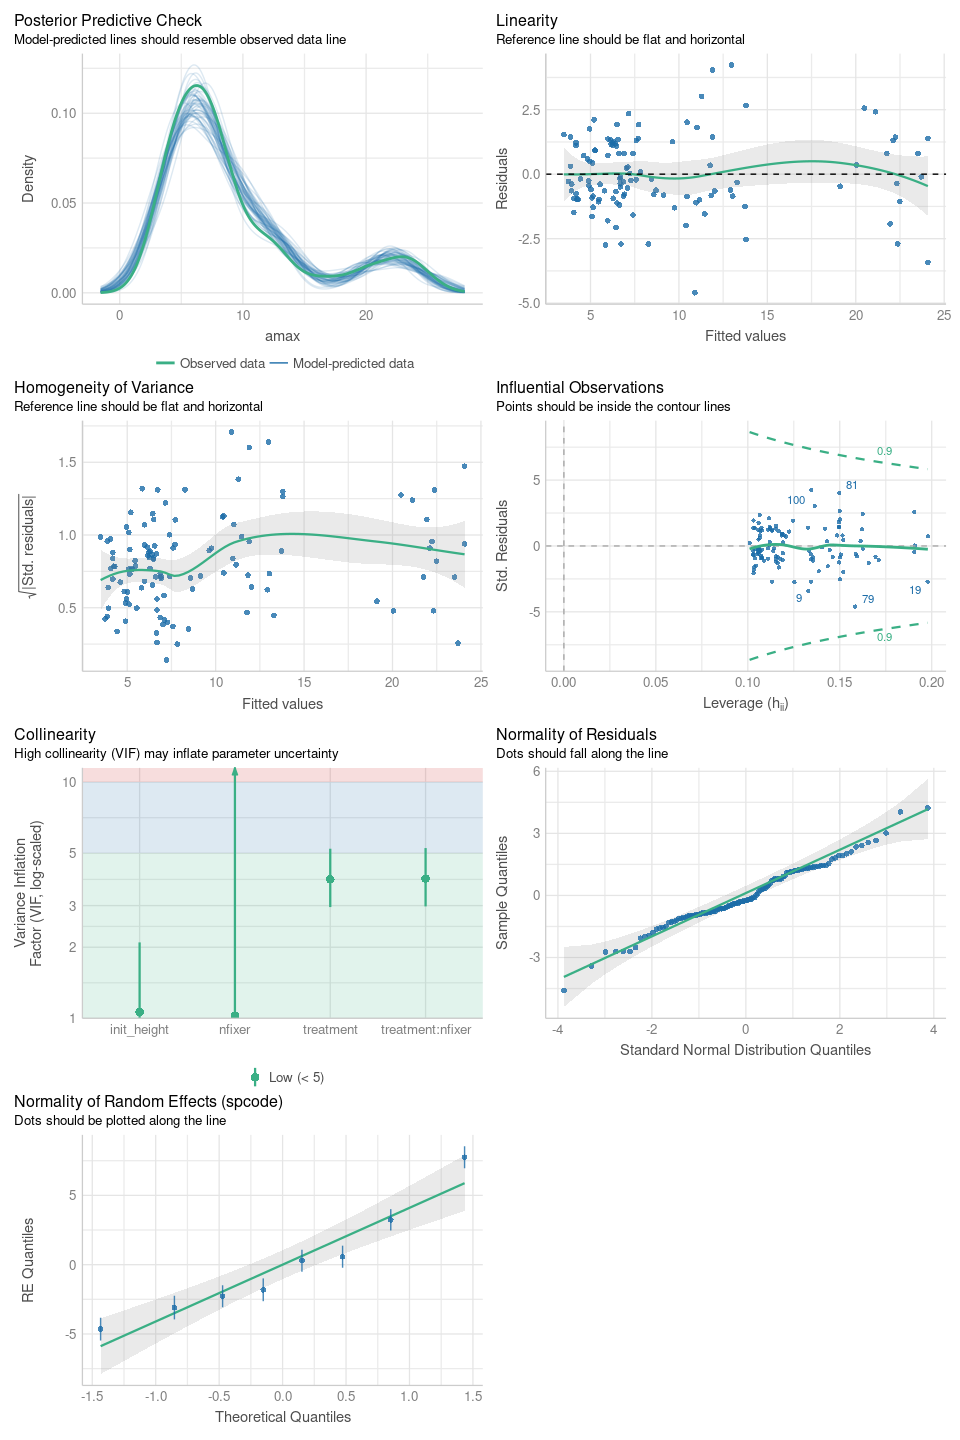 Posterior Predictive Check
Model-predicted lines should resemble observed data line
0.10
0.05
0.00
Density
0
10
20
amax
Observed data
Model-predicted data
Linearity
Reference line should be flat and horizontal
2.5
0.0
-2.5
-5.0
Residuals
5
10
15
20
25
Fitted values
Homogeneity of Variance
Reference line should be flat and horizontal
1.5
1.0
0.5
√|Std. residuals|
5
10
15
20
25
Fitted values
Influential Observations
Points should be inside the contour lines
5
0
-5
Std. Residuals
0.9
81
100
9
79
19
0.9
0.00
0.05
0.10
0.15
0.20
Leverage (hii)
Collinearity
High collinearity (VIF) may inflate parameter uncertainty
10
5
3
2
1
Variance Inflation
Factor (VIF, log-scaled)
init_height
nfixer
treatment
treatment:nfixer
Low (< 5)
Normality of Residuals
Dots should fall along the line
6
3
0
-3
Sample Quantiles
-4
-2
0
2
4
Standard Normal Distribution Quantiles
Normality of Random Effects (spcode)
Dots should be plotted along the line
5
0
-5
RE Quantiles
-1.5
-1.0
-0.5
0.0
0.5
1.0
1.5
Theoretical Quantiles